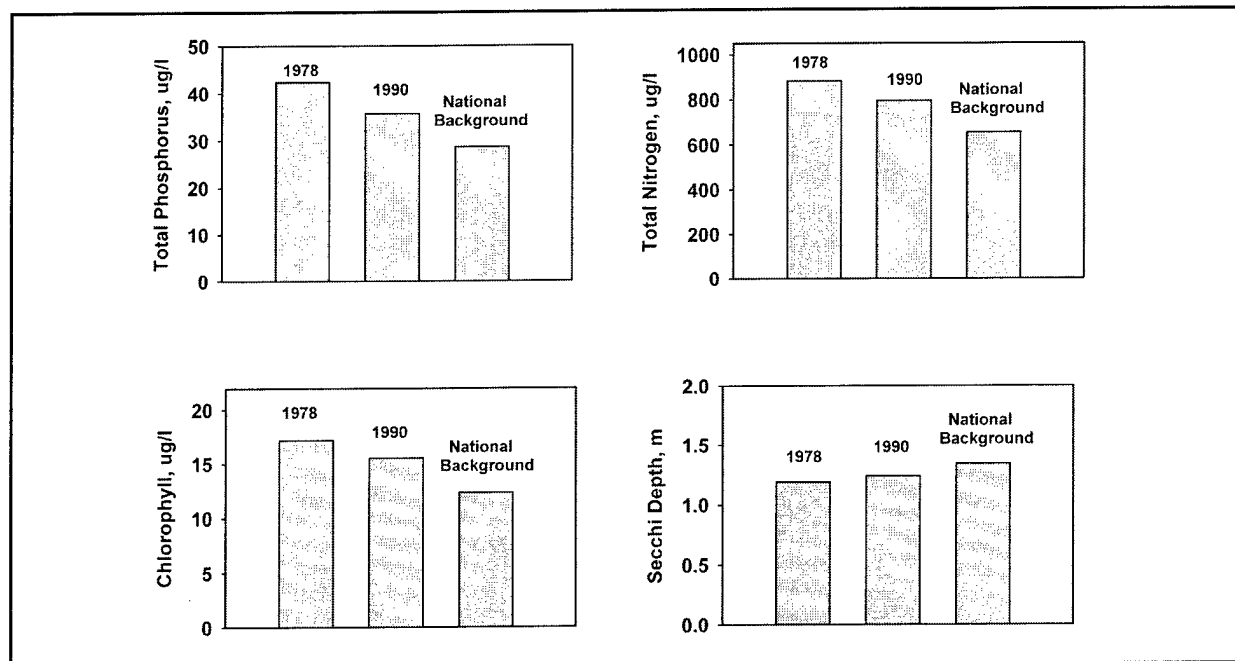 Total Phosphorus, ug/l
50
40
30
20
10
0
1978
1990
National
Background
Total Nitrogen, ug/l
1000
800
600
400
200
0
1978
1990
National
Background
Chlorophyll, ug/l
20
15
10
5
0
1978
1990
National
Background
Secchi Depth, m
2.0
1.5
1.0
0.5
0.0
1978
1990
National
Background